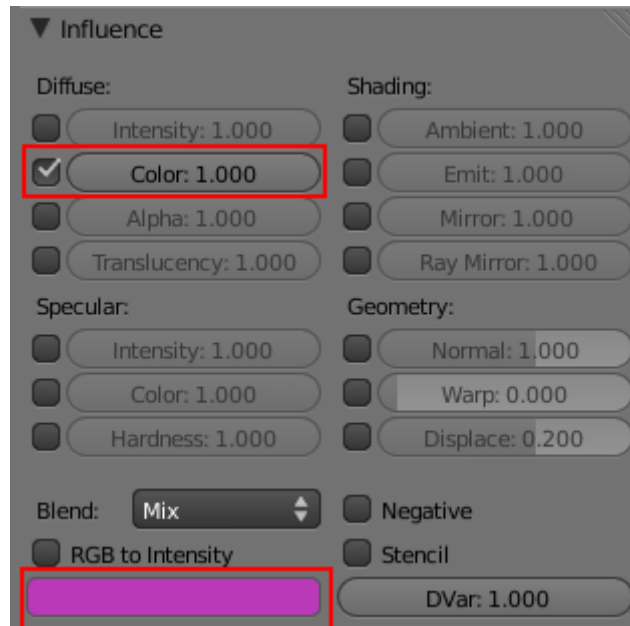 Influence
Diffuse: Shading:
Intensity: 1.000 Ambient: 1.000
Color: 1.000 Emit: 1.000
Alpha: 1.000 Mirror: 1.000
Translucency: 1.000 Ray Mirror: 1.000
Specular: Geometry:
Intensity: 1.000 Normal: 1.000
Color: 1.000 Warp: 0.000
Hardness: 1.000 Displace: 0.200
Blend: Mix Negative
RGB to Intensity Stencil
DVar: 1.000